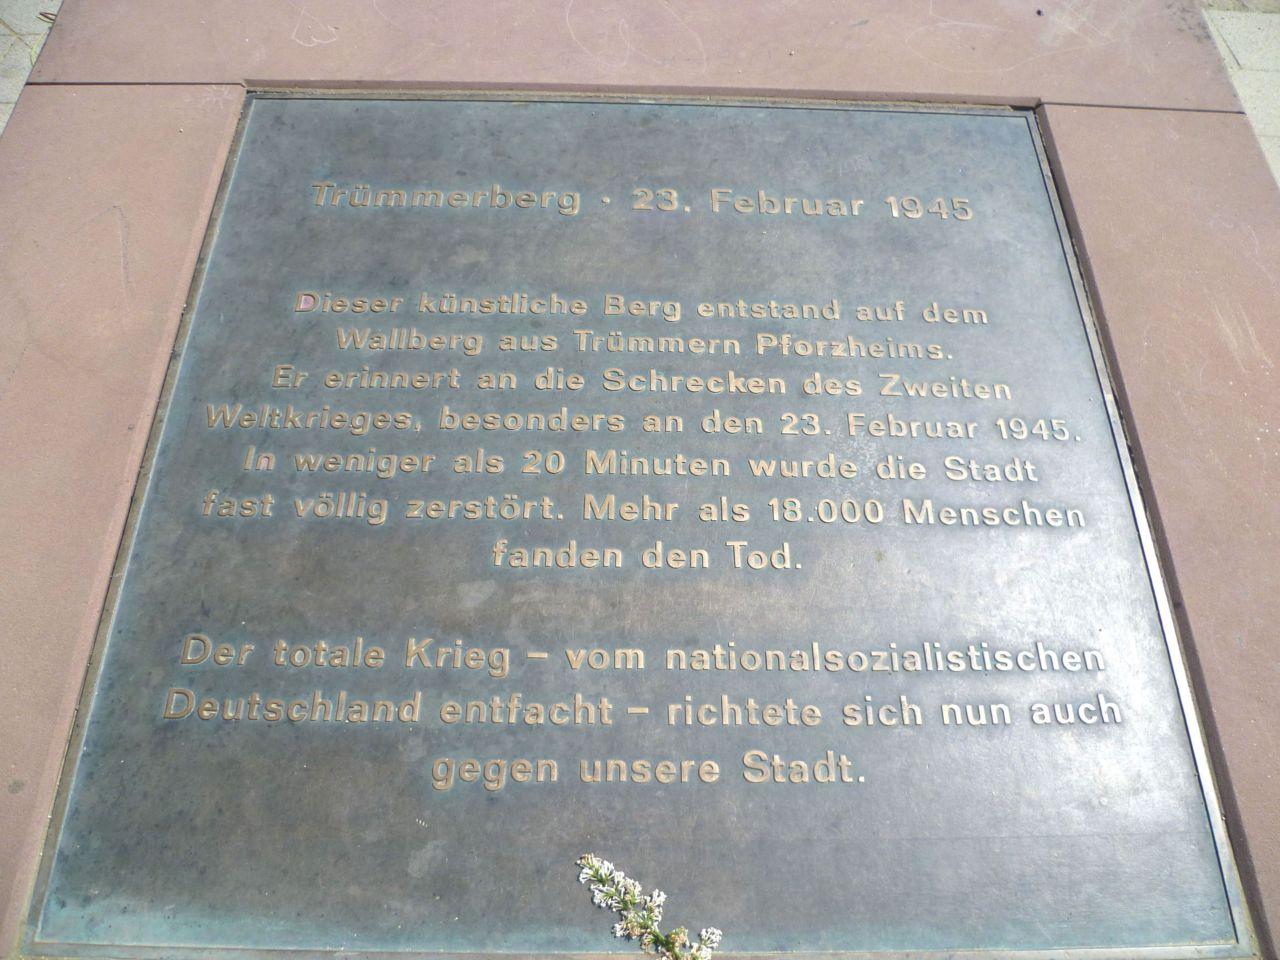 Trümmerberg · 23. Februar 1945
Dieser künstliche Berg entstand auf dem
Wallberg aus Trümmern Pforzheims.
Er erinnert an die Schrecken des Zweiten
Weltkrieges, besonders an den 23. Februar 1945.
In weniger als 20 Minuten wurde die Stadt
fast völlig zerstört. Mehr als 18.000 Menschen
fanden den Tod.
Der totale Krieg – vom nationalsozialistischen
Deutschland entfacht – richtete sich nun auch
gegen unsere Stadt.